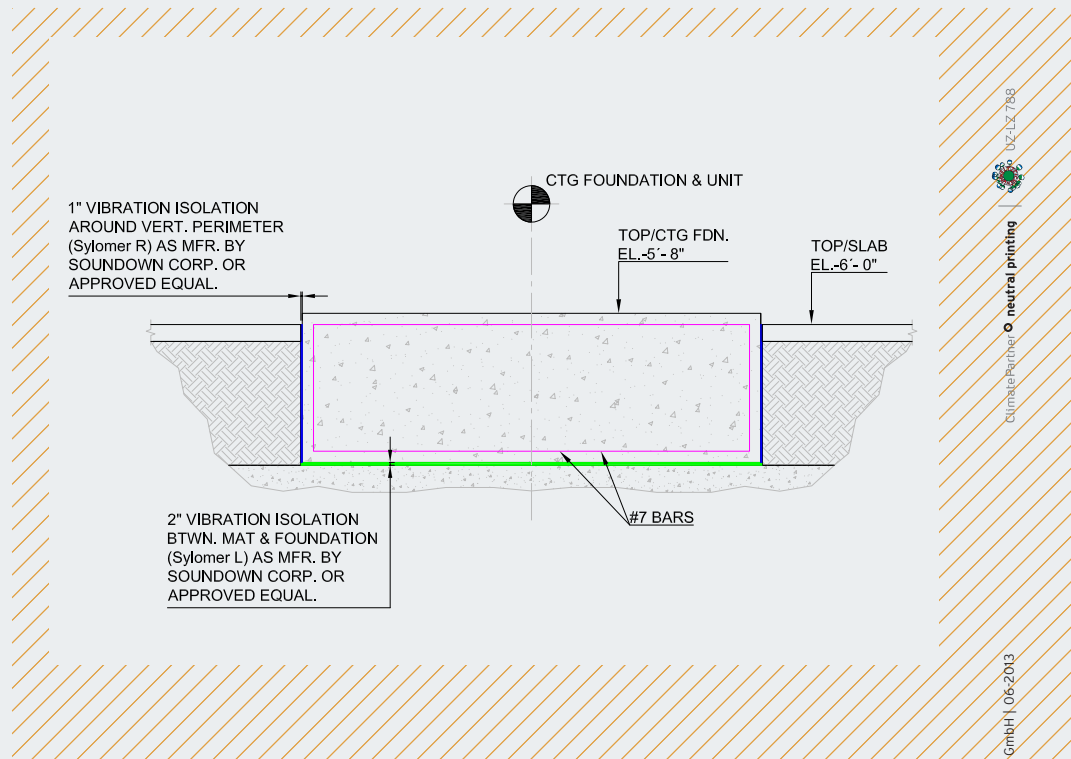 CTG FOUNDATION & UNIT
1" VIBRATION ISOLATION
AROUND VERT. PERIMETER
(Sylomer R) AS MFR. BY
SOUNDOWN CORP. OR
APPROVED EQUAL.
TOP/CTG FDN.
EL.-5´- 8"
TOP/SLAB
EL.-6´- 0"
2" VIBRATION ISOLATION
BTWN. MAT & FOUNDATION
(Sylomer L) AS MFR. BY
SOUNDOWN CORP. OR
APPROVED EQUAL.
#7 BARS
GmbH | 06-2013
ClimatePartner neutral printing | UZ-LZ 788